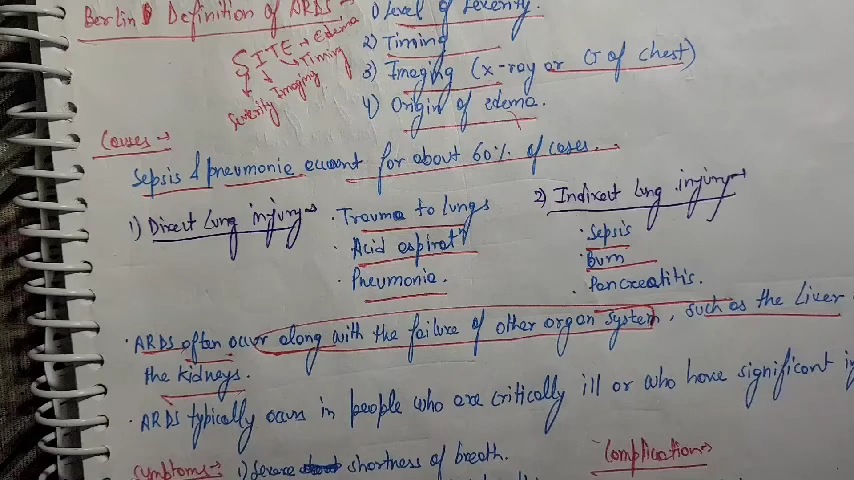 Berlin Definition of ARDS
1) Level of severity.
SITE → Edema
→ Timing
Imaging
Severity
2) Timing
3) Imaging (x-ray or CT of chest)
4) Origin of edema.
Causes →
Sepsis & pneumonia account for about 60% of cases.
1) Direct Lung injury →
· Trauma to lungs
· Acid aspiratn
· Pneumonia.
2) Indirect lung injury →
· Sepsis
· Burn
· Pancreatitis.
· ARDS often occur along with the failure of other organ system, such as the Liver
the kidneys.
· ARDS typically occurs in people who are critically ill or who have significant
Symptoms → 1) Severe shortness of breath.
Complication →